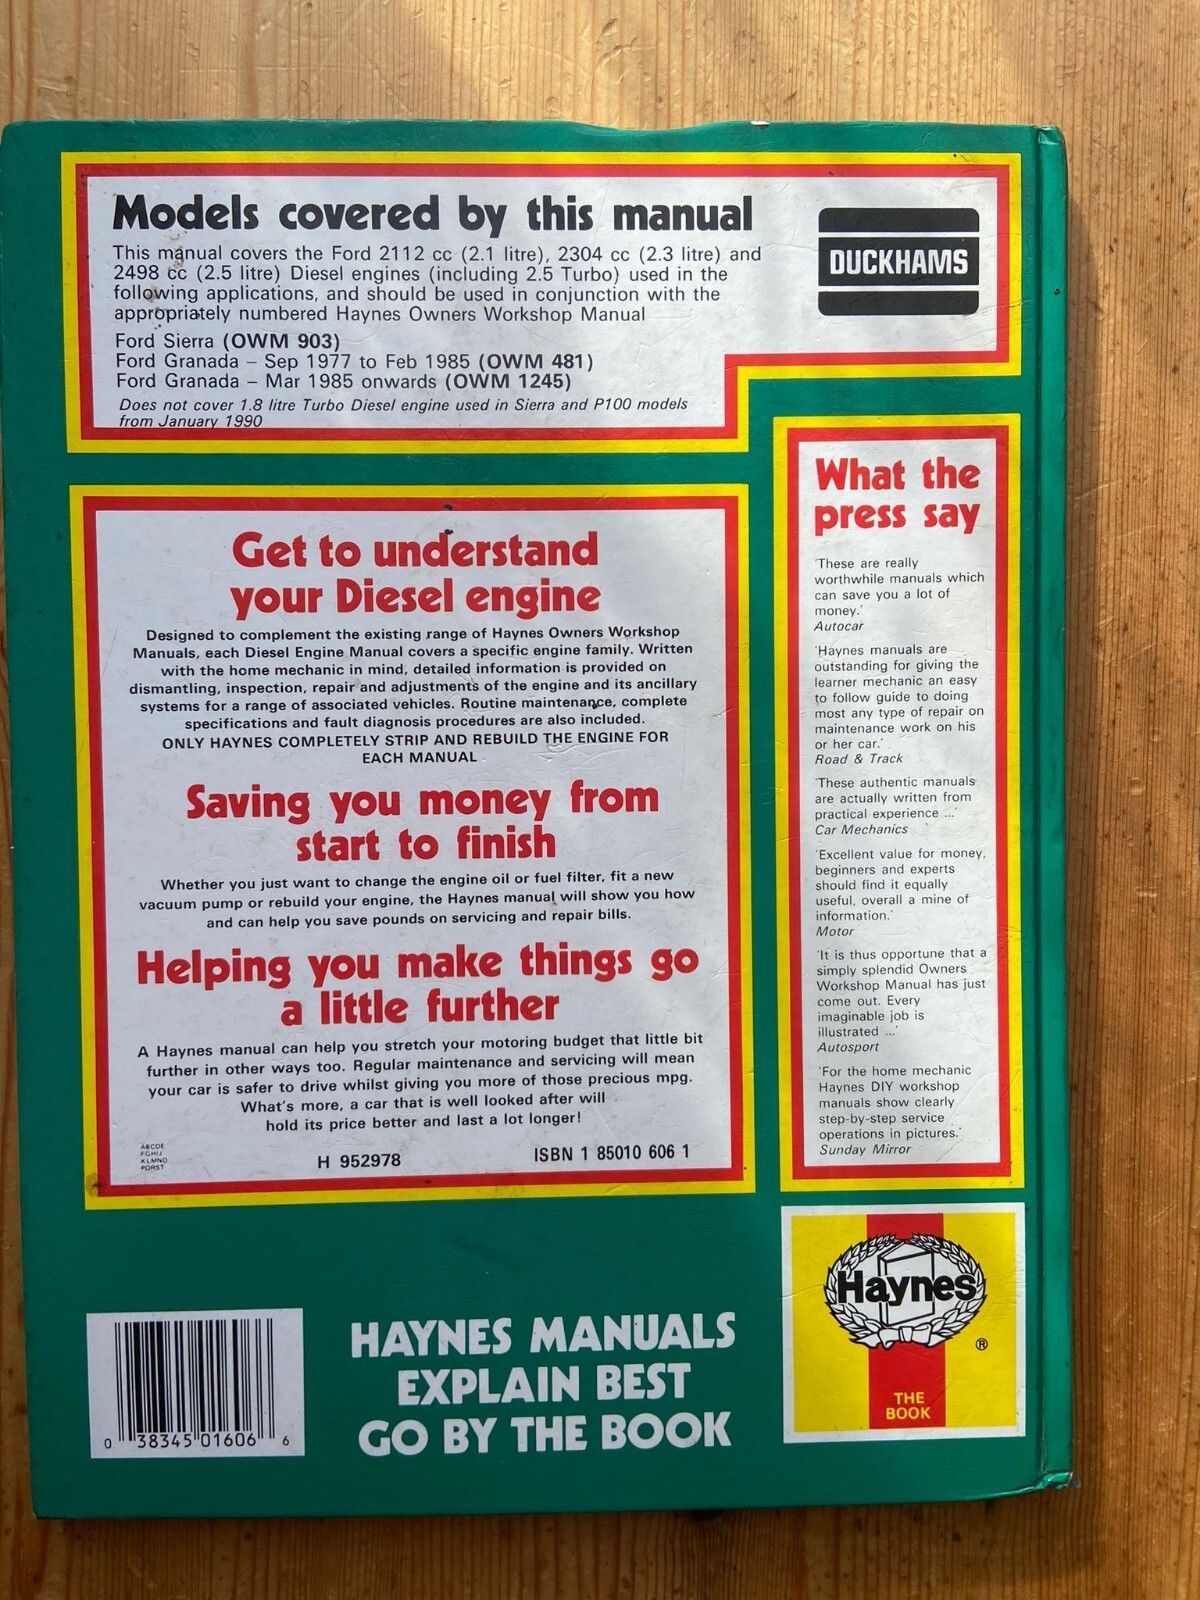 Models covered by this manual
This manual covers the Ford 2112 cc (2.1 litre), 2304 cc (2.3 litre) and
2498 cc (2.5 litre) Diesel engines (including 2.5 Turbo) used in the
following applications, and should be used in conjunction with the
appropriately numbered Haynes Owners Workshop Manual
Ford Sierra (OWM 903)
Ford Granada – Sep 1977 to Feb 1985 (OWM 481)
Ford Granada – Mar 1985 onwards (OWM 1245)
Does not cover 1.8 litre Turbo Diesel engine used in Sierra and P100 models
from January 1990
DUCKHAMS
Get to understand
your Diesel engine
Designed to complement the existing range of Haynes Owners Workshop
Manuals, each Diesel Engine Manual covers a specific engine family. Written
with the home mechanic in mind, detailed information is provided on
dismantling, inspection, repair and adjustments of the engine and its ancillary
systems for a range of associated vehicles. Routine maintenance, complete
specifications and fault diagnosis procedures are also included.
ONLY HAYNES COMPLETELY STRIP AND REBUILD THE ENGINE FOR
EACH MANUAL
Saving you money from
start to finish
Whether you just want to change the engine oil or fuel filter, fit a new
vacuum pump or rebuild your engine, the Haynes manual will show you how
and can help you save pounds on servicing and repair bills.
Helping you make things go
a little further
A Haynes manual can help you stretch your motoring budget that little bit
further in other ways too. Regular maintenance and servicing will mean
your car is safer to drive whilst giving you more of those precious mpg.
What's more, a car that is well looked after will
hold its price better and last a lot longer!
ABCDE
FGHIJ
KLMNO
PQRST
H 952978
ISBN 1 85010 606 1
What the
press say
'These are really
worthwhile manuals which
can save you a lot of
money.'
Autocar
'Haynes manuals are
outstanding for giving the
learner mechanic an easy
to follow guide to doing
most any type of repair on
maintenance work on his
or her car.'
Road & Track
'These authentic manuals
are actually written from
practical experience ...'
Car Mechanics
'Excellent value for money,
beginners and experts
should find it equally
useful, overall a mine of
information.'
Motor
'It is thus opportune that a
simply splendid Owners
Workshop Manual has just
come out. Every
imaginable job is
illustrated ...'
Autosport
'For the home mechanic
Haynes DIY workshop
manuals show clearly
step-by-step service
operations in pictures.'
Sunday Mirror
0 38345 01606 6
HAYNES MANUALS
EXPLAIN BEST
GO BY THE BOOK
Haynes
®
THE
BOOK